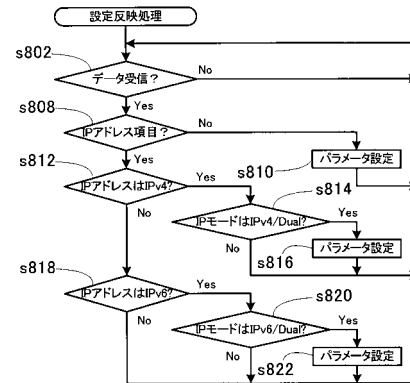 設定反映処理
s802
データ受信？
No
Yes
s808
IPアドレス項目？
No
Yes
s810
パラメータ設定
s812
IPアドレスはIPv4?
Yes
No
s814
IPモードはIPv4/Dual?
Yes
No
s816
パラメータ設定
s818
IPアドレスはIPv6?
Yes
No
s820
IPモードはIPv6/Dual?
Yes
No
s822
パラメータ設定